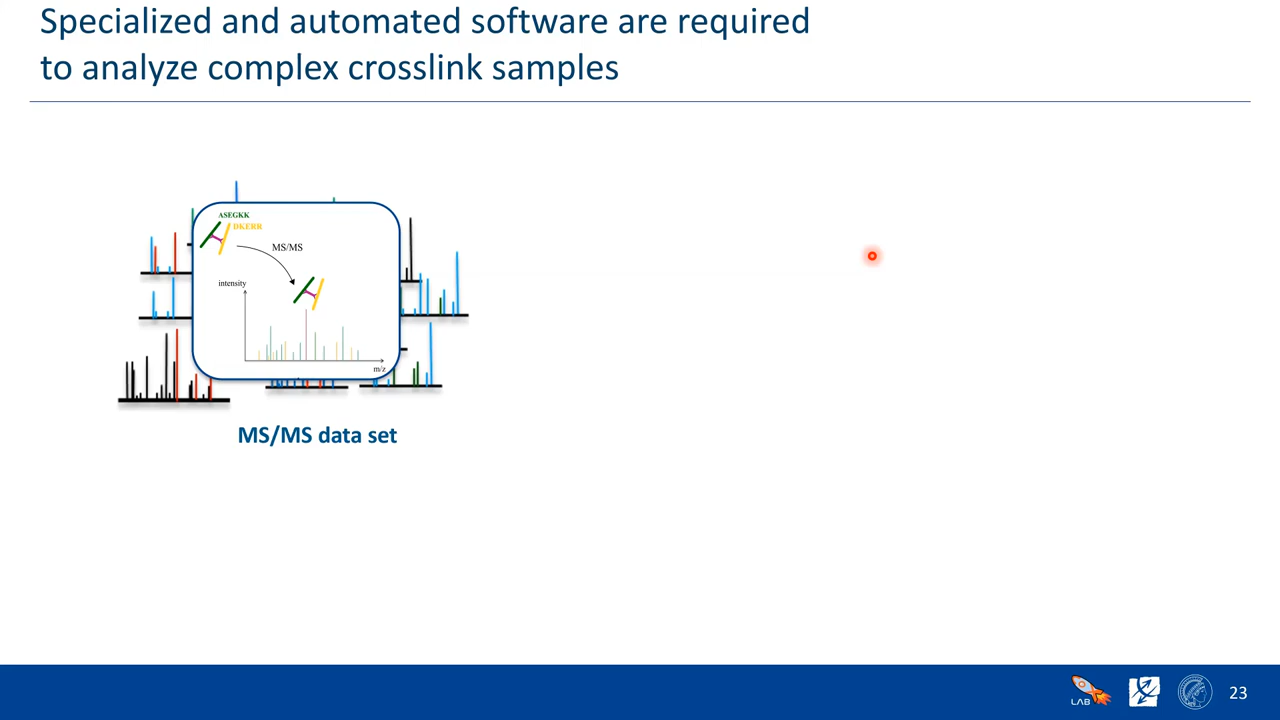 Specialized and automated software are required
to analyze complex crosslink samples
ASEGKK
DKERR
MS/MS
intensity
m/z
MS/MS data set
LAB
23